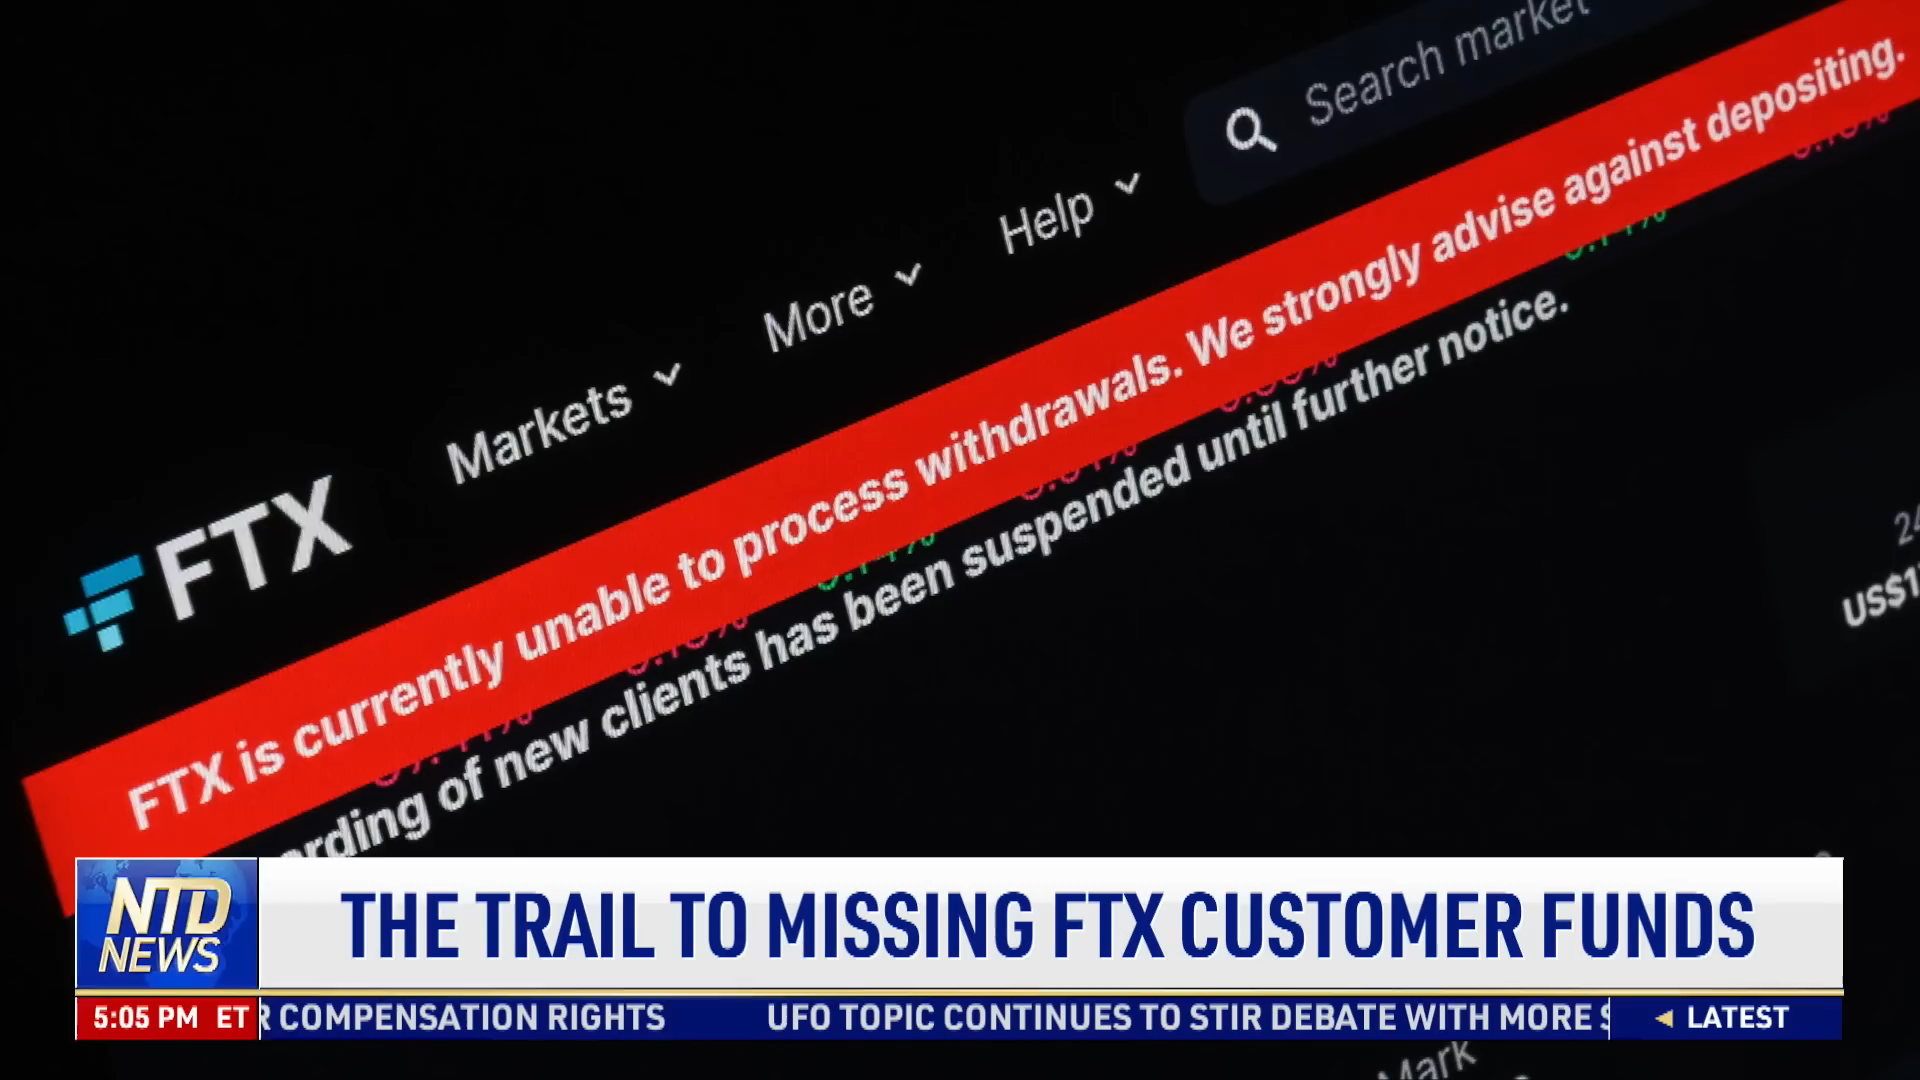 Search market
Help
More
Markets
FTX
FTX is currently unable to process withdrawals. We strongly advise against depositing.
of new clients has been suspended until further notice.
US$1
NTD
NEWS
THE TRAIL TO MISSING FTX CUSTOMER FUNDS
5:05 PM ET
R COMPENSATION RIGHTS UFO TOPIC CONTINUES TO STIR DEBATE WITH MORE
LATEST
Mark